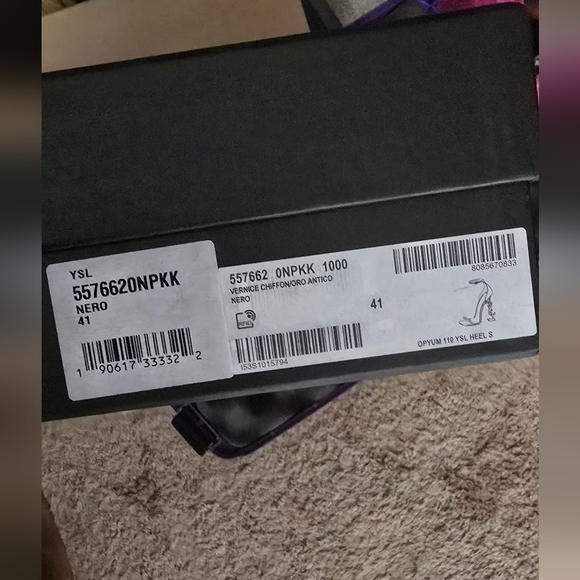 YSL
5576620NPKK
NERO
41
1 90617 33332 2
557662 0NPKK 1000
VERNICE CHIFFON/ORO ANTICO
NERO
RFID
I53S1015794
41
8085670833
OPYUM 110 YSL HEEL S